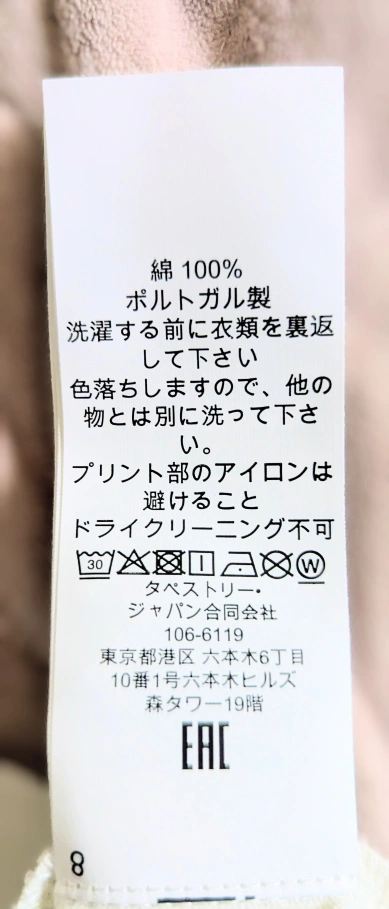 綿 100%
ポルトガル製
洗濯する前に衣類を裏返
して下さい
色落ちしますので、他の
物とは別に洗って下さ
い。
プリント部のアイロンは
避けること
ドライクリーニング不可
30 W
タペストリー・
ジャパン合同会社
106-6119
東京都港区 六本木6丁目
10番1号六本木ヒルズ
森タワー19階
EAC
8